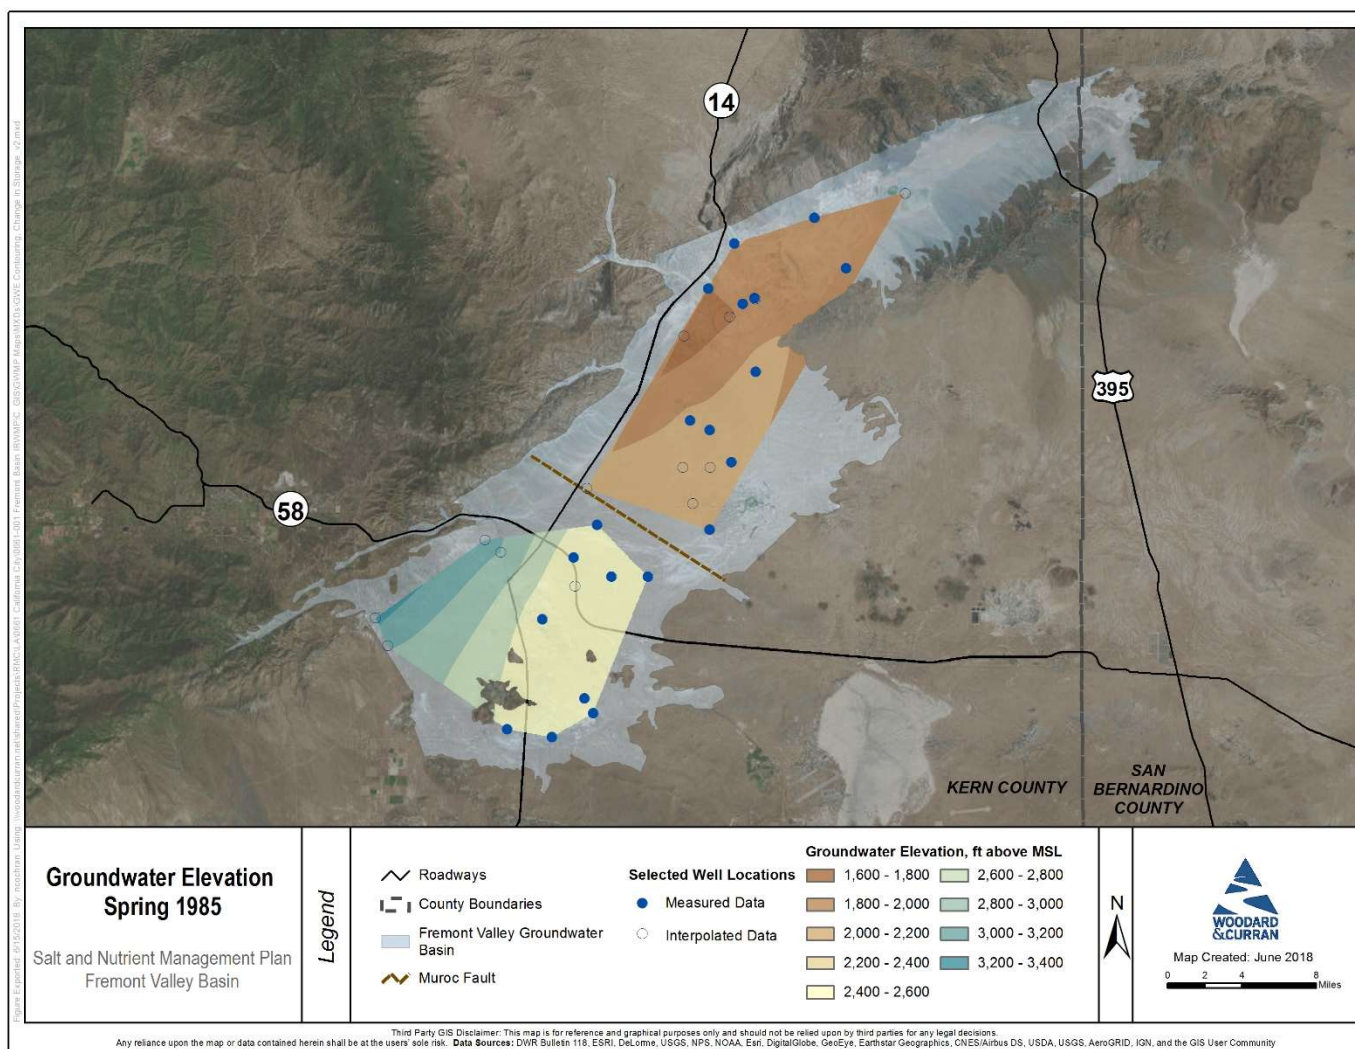 14
395
58
KERN COUNTY
SAN
BERNARDINO
COUNTY
Groundwater Elevation
Spring 1985
Salt and Nutrient Management Plan
Fremont Valley Basin
Legend
Roadways
County Boundaries
Fremont Valley Groundwater
Basin
Muroc Fault
Selected Well Locations
Measured Data
Interpolated Data
Groundwater Elevation, ft above MSL
1,600 - 1,800
1,800 - 2,000
2,000 - 2,200
2,200 - 2,400
2,400 - 2,600
2,600 - 2,800
2,800 - 3,000
3,000 - 3,200
3,200 - 3,400
N
WOODARD
&CURRAN
Map Created: June 2018
0 2 4 8
Miles
Third Party GIS Disclaimer: This map is for reference and graphical purposes only and should not be relied upon by third parties for any legal decisions.
Any reliance upon the map or data contained herein shall be at the users' sole risk. Data Sources: DWR Bulletin 118, ESRI, DeLorme, USGS, NPS, NOAA, Esri, DigitalGlobe, GeoEye, Earthstar Geographics, CNES/Airbus DS, USDA, USGS, AeroGRID, IGN, and the GIS User Community